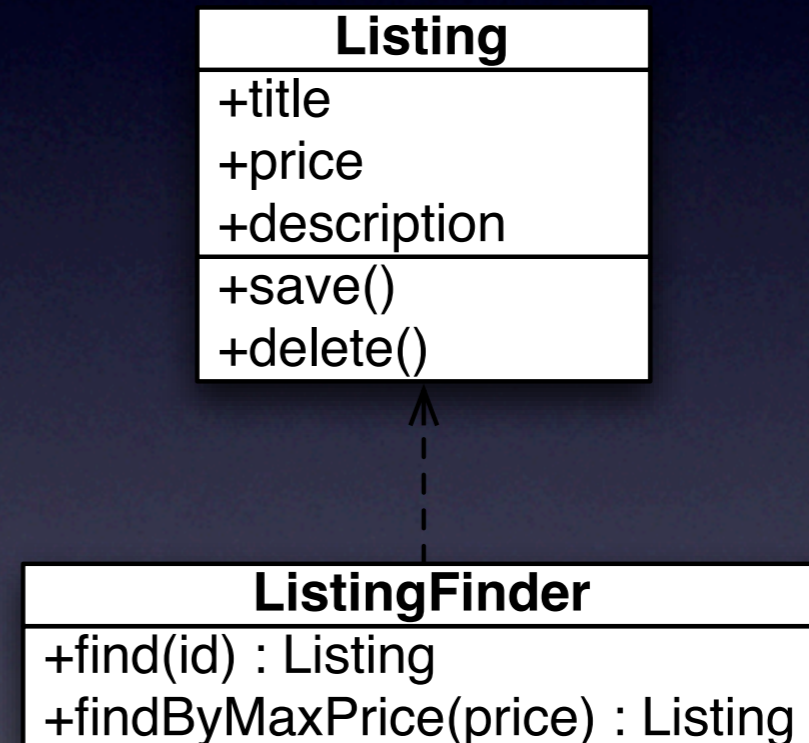 Listing
+title
+price
+description
+save()
+delete()
ListingFinder
+find(id) : Listing
+findByMaxPrice(price) : Listing